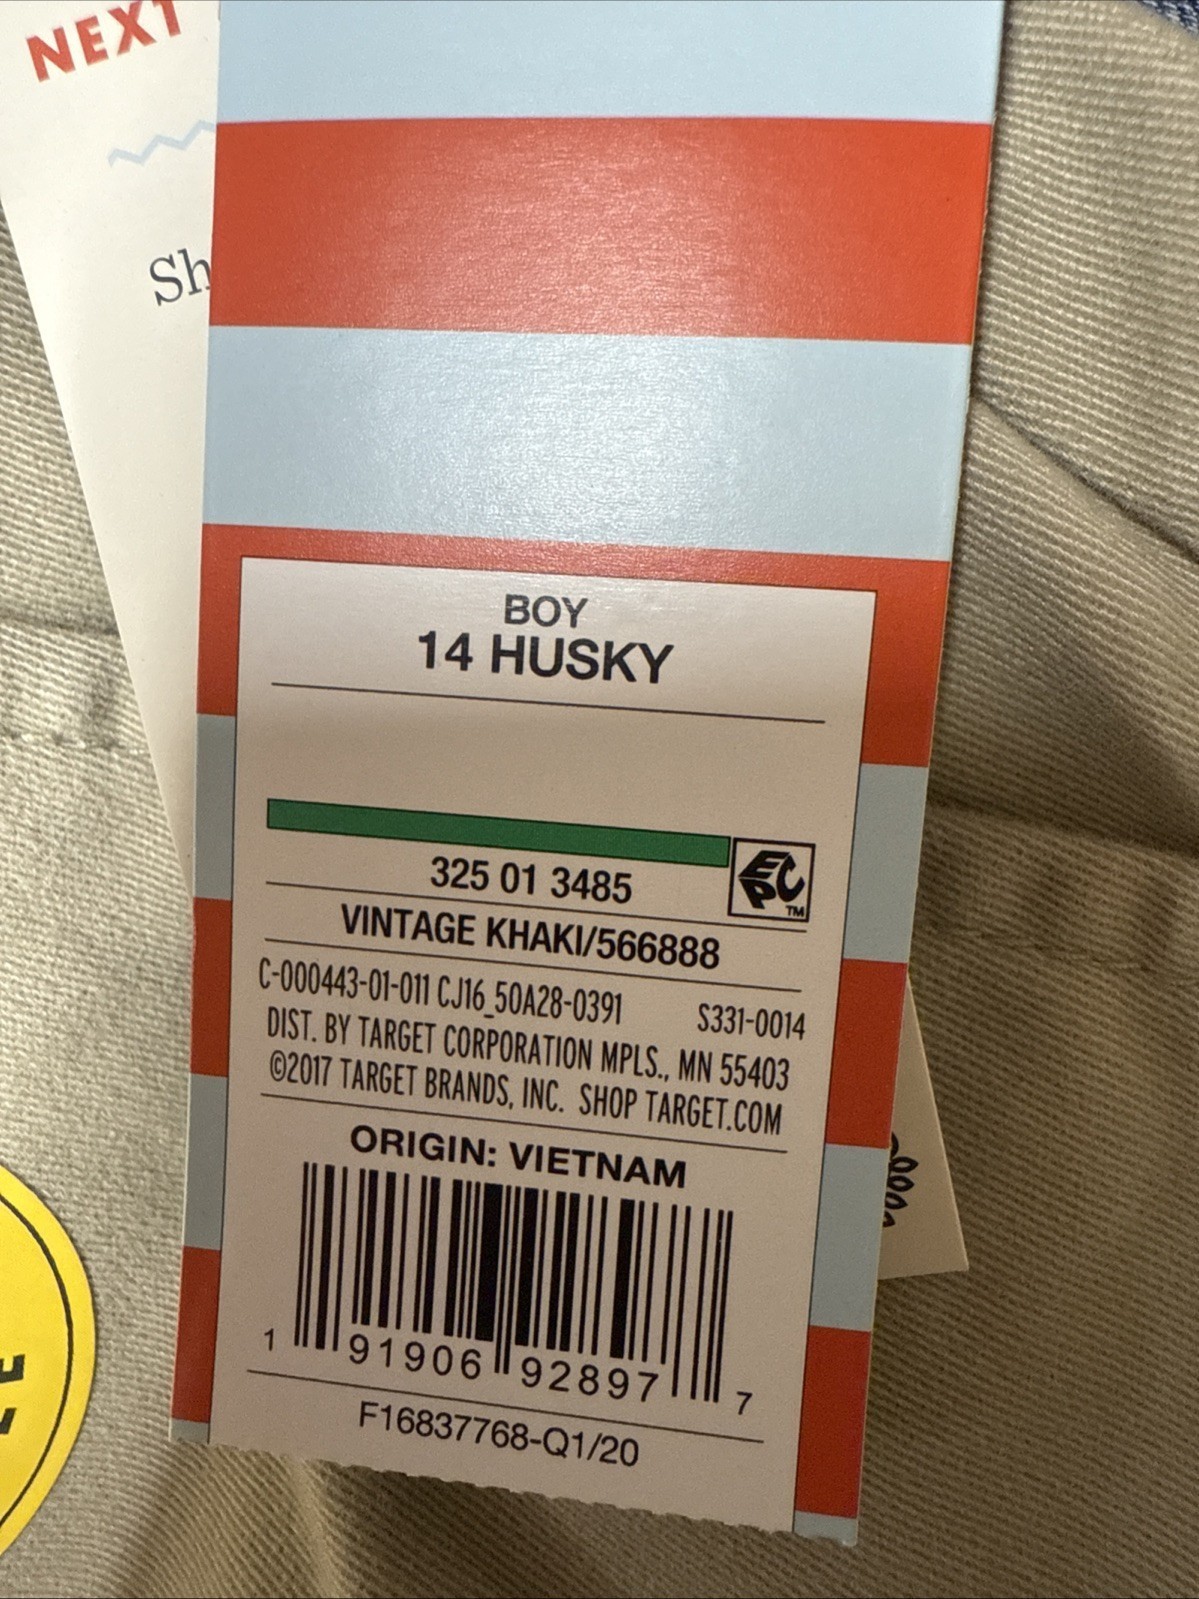 NEXT
Sh
BOY
14 HUSKY
325 01 3485
EPC™
VINTAGE KHAKI/566888
C-000443-01-011 CJ16_50A28-0391 S331-0014
DIST. BY TARGET CORPORATION MPLS., MN 55403
©2017 TARGET BRANDS, INC. SHOP TARGET.COM
ORIGIN: VIETNAM
1 91906 92897 7
F16837768-Q1/20